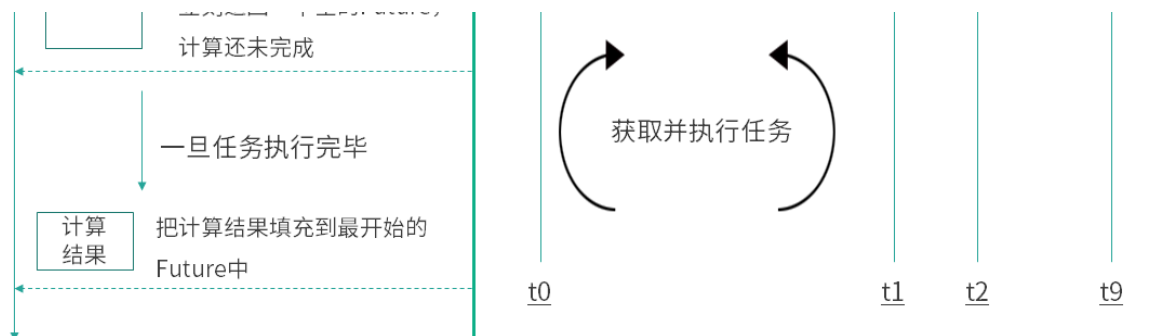 计算还未完成
一旦任务执行完毕
计算
结果
把计算结果填充到最开始的
Future中
获取并执行任务
t0
t1
t2
t9